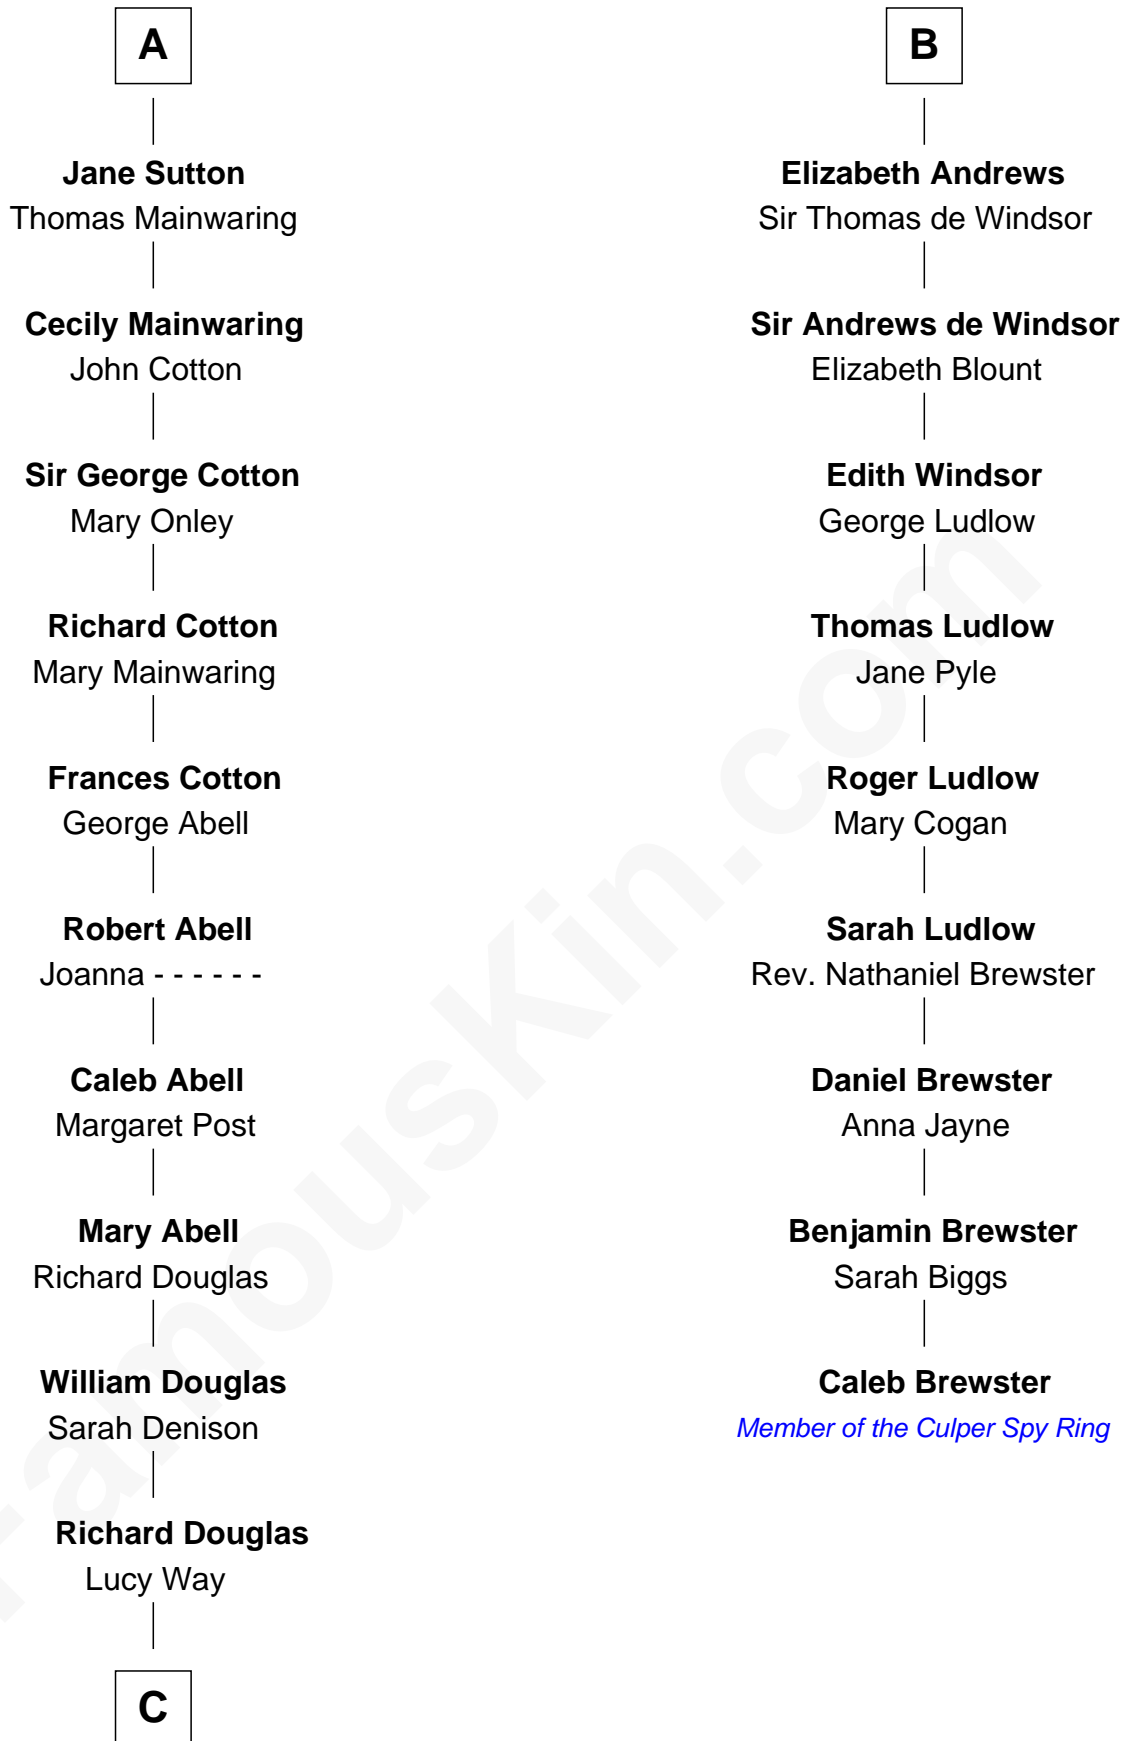 A
Jane Sutton
Thomas Mainwaring
Cecily Mainwaring
John Cotton
Sir George Cotton
Mary Onley
Richard Cotton
Mary Mainwaring
Frances Cotton
George Abell
Robert Abell
Joanna - - - - - -
Caleb Abell
Margaret Post
Mary Abell
Richard Douglas
William Douglas
Sarah Denison
Richard Douglas
Lucy Way
C
B
Elizabeth Andrews
Sir Thomas de Windsor
Sir Andrews de Windsor
Elizabeth Blount
Edith Windsor
George Ludlow
Thomas Ludlow
Jane Pyle
Roger Ludlow
Mary Cogan
Sarah Ludlow
Rev. Nathaniel Brewster
Daniel Brewster
Anna Jayne
Benjamin Brewster
Sarah Biggs
Caleb Brewster
Member of the Culper Spy Ring
FamousKin.com